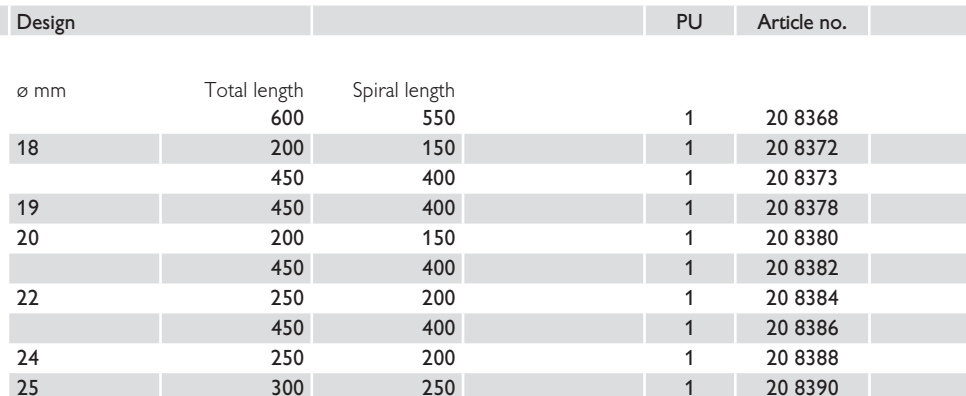 Design PU Article no.
ø mm Total length Spiral length
600 550 1 20 8368
18 200 150 1 20 8372
450 400 1 20 8373
19 450 400 1 20 8378
20 200 150 1 20 8380
450 400 1 20 8382
22 250 200 1 20 8384
450 400 1 20 8386
24 250 200 1 20 8388
25 300 250 1 20 8390